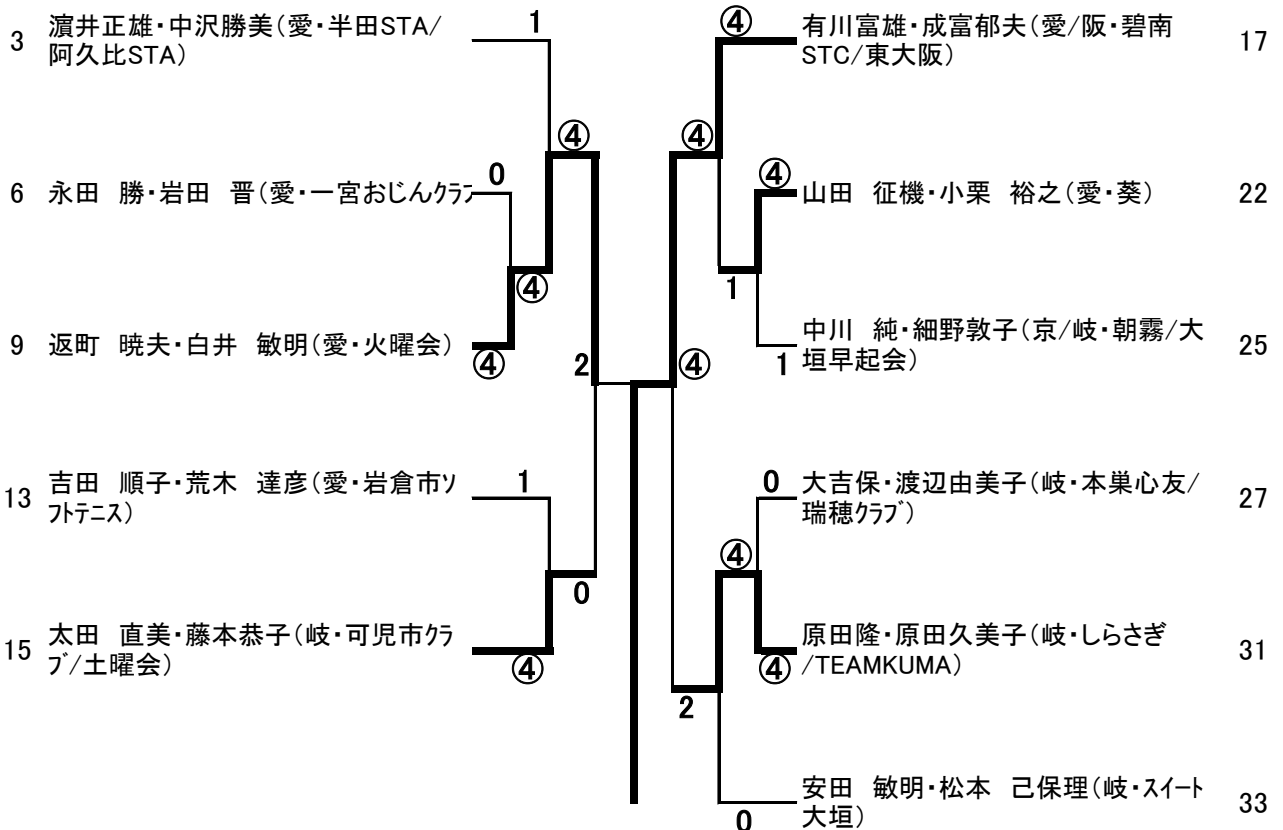 3 濵井正雄・中沢勝美(愛・半田STA/
阿久比STA)
1
6 永田 勝・岩田 晋(愛・一宮おじんクラブ
0
④
④
9 返町 暁夫・白井 敏明(愛・火曜会)
④
2
13 吉田 順子・荒木 達彦(愛・岩倉市ソ
フトテニス)
1
0
15 太田 直美・藤本恭子(岐・可児市クラ
ブ/土曜会)
④
④
有川富雄・成富郁夫(愛/阪・碧南
STC/東大阪)
17
④
④
山田 征機・小栗 裕之(愛・葵)
22
1
中川 純・細野敦子(京/岐・朝霧/大
垣早起会)
25
1
④
0
大吉保・渡辺由美子(岐・本巣心友/
瑞穂クラブ)
27
④
原田隆・原田久美子(岐・しらさぎ
/TEAMKUMA)
31
④
2
安田 敏明・松本 己保理(岐・スイート
大垣)
33
0